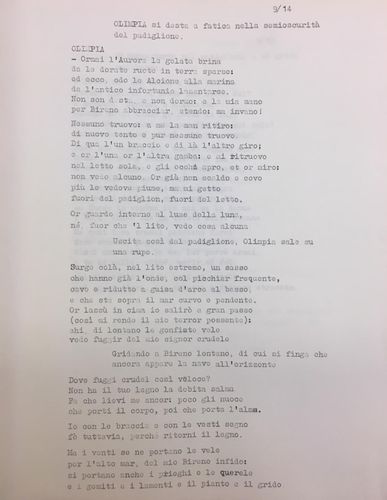 9/14
OLIMPIA si desta a fatica nella semioscurità
del padiglione.
OLIMPIA
- Ormai l'Aurora la gelata brina
da le dorate ruote in terra sparse:
ed ecco, odo le Alcione alla marina
de l'antico infortunio lamentarse.
Non son desta, e non dormo: e la mia mano
per Bireno abbracciar, stendo: ma invano!
Nessuno truovo: a me la man ritiro:
di nuovo tento e pur nessuno truovo.
Di qua l'un braccio e di là l'altro giro;
e or l'una or l'altra gamba: e mi ritruovo
nel letto sola, e gli occhi apro, et or miro:
non vedo alcuno. Or già non scaldo e covo
più le vedove piume, ma mi getto
fuori del padiglion, fuori del letto.
Or guardo intorno al lume della luna,
né, fuor che 'l lito, vedo cosa alcuna
Uscita così dal padiglione, Olimpia sale su
una rupe.
Surge colà, nel lito estremo, un sasso
che hanno già l'onde, col picchiar frequente,
cavo e ridutto a guisa d'arco al basso
e che sta sopra il mar curvo e pendente.
Or lassù in cima io salirò e gran passo
(così mi rende il mio terror possente):
ahi, di lontano le gonfiate vele
vedo fuggir del mio signor crudele
Gridando a Bireno lontano, di cui si finga che
ancora appare la nave all'orizzonte
Dove fuggi crudel così veloce?
Non ha il tuo legno la debita salma
Fa che lievi me ancor: poco gli nuoce
che porti il corpo, poi che porta l'alma.
Io con le braccia e con le vesti segno
fò tuttavia, perché ritorni il legno.
Ma i venti se ne portano le vele
per l'alto mar, del mio Bireno infido:
si portano anche i prieghi e le querele
e i gemiti e i lamenti e il pianto e il grido